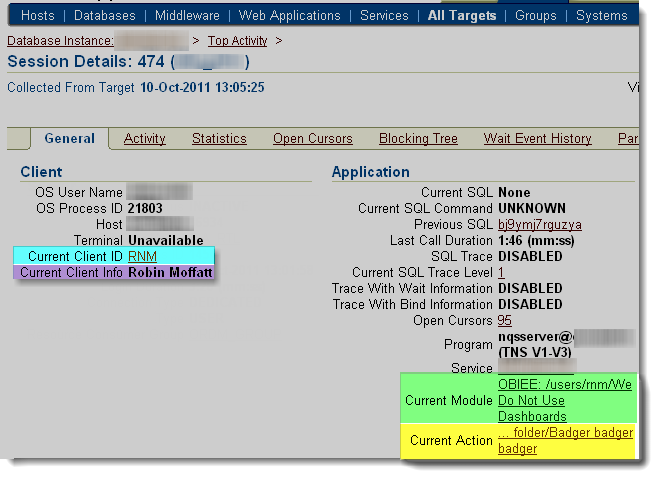 Hosts | Databases | Middleware | Web Applications | Services | All Targets | Groups | Systems
Database Instance: > Top Activity >
Session Details: 474 ( )
Collected From Target 10-Oct-2011 13:05:25 Vi
General Activity Statistics Open Cursors Blocking Tree Wait Event History Par
Client
OS User Name
OS Process ID 21803
Host
Terminal Unavailable
Current Client ID RNM
Current Client Info Robin Moffatt
Application
Current SQL None
Current SQL Command UNKNOWN
Previous SQL bj9ymj7rguzya
Last Call Duration 1:46 (mm:ss)
SQL Trace DISABLED
Current SQL Trace Level 1
Trace With Wait Information DISABLED
Trace With Bind Information DISABLED
Open Cursors 95
Program nqsserver@
(TNS V1-V3)
Service
Current Module OBIEE: /users/rnm/We
Do Not Use
Dashboards
Current Action ... folder/Badger badger
badger